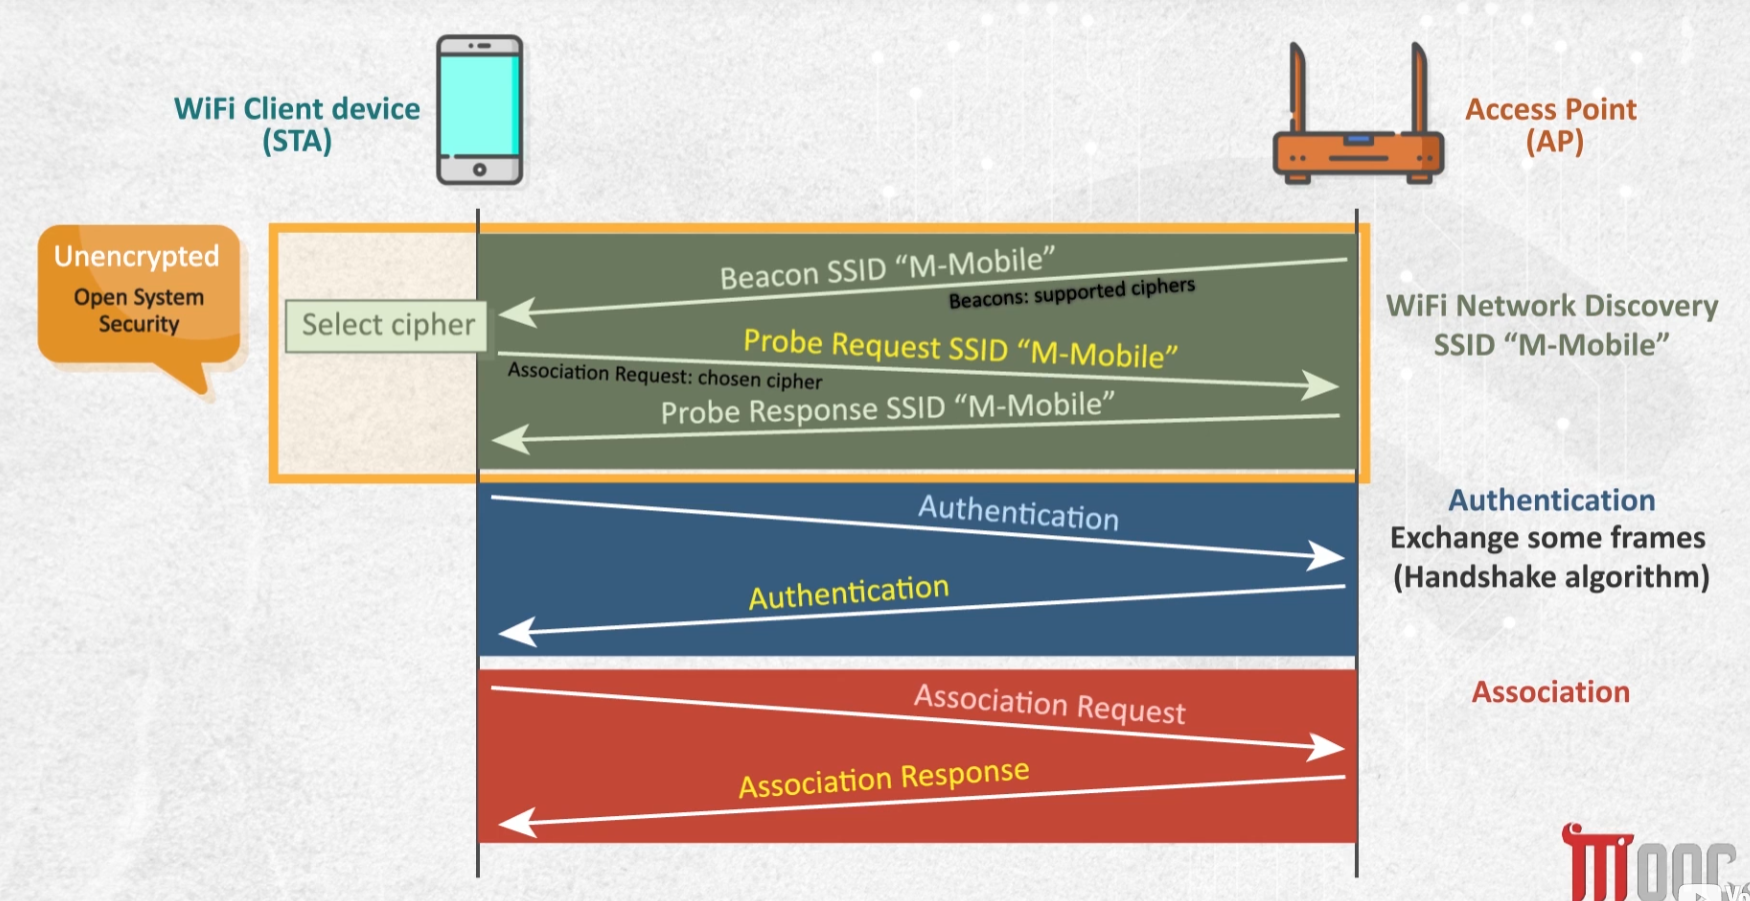 WiFi Client device
(STA)
Access Point
(AP)
Unencrypted
Open System
Security
Select cipher
Beacon SSID “M-Mobile”
Beacons: supported ciphers
Probe Request SSID “M-Mobile”
Association Request: chosen cipher
Probe Response SSID “M-Mobile”
WiFi Network Discovery
SSID “M-Mobile”
Authentication
Authentication
Authentication
Exchange some frames
(Handshake algorithm)
Association Request
Association Response
Association